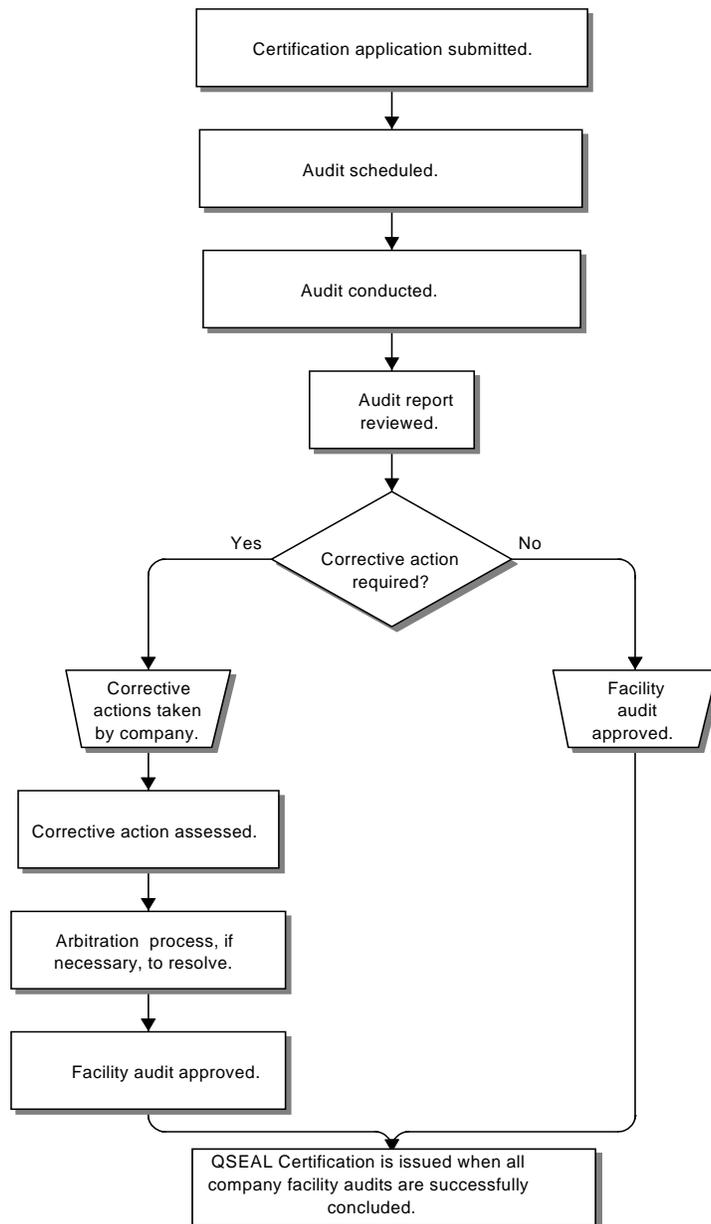 Certification application submitted.
Audit scheduled.
Audit conducted.
Audit report
reviewed.
Corrective action
required?
Yes
No
Corrective
actions taken
by company.
Facility
audit
approved.
Corrective action assessed.
Arbitration process, if
necessary, to resolve.
Facility audit approved.
QSEAL Certification is issued when all
company facility audits are successfully
concluded.